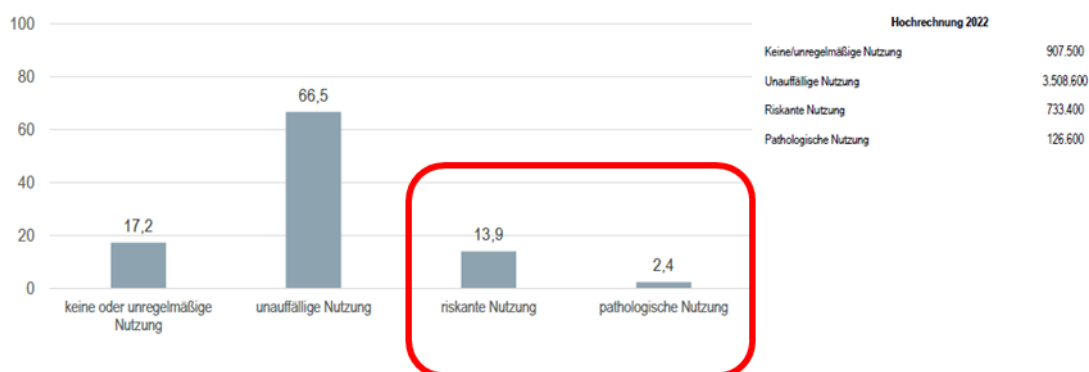 100
80
60
40
20
0
17,2
66,5
13,9
2,4
keine oder unregelmäßige
Nutzung
unauffällige Nutzung
riskante Nutzung
pathologische Nutzung
Hochrechnung 2022
Keine/unregelmäßige Nutzung 907.500
Unauffällige Nutzung 3.508.600
Riskante Nutzung 733.400
Pathologische Nutzung 126.600